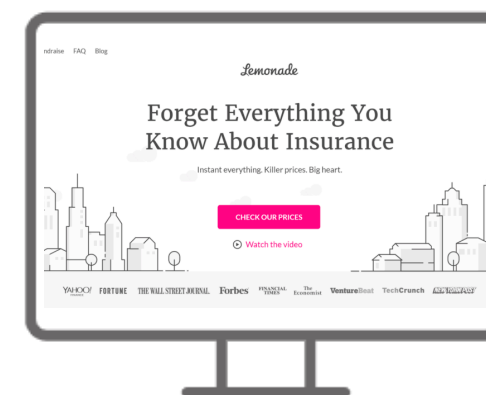 ndraise FAQ Blog
Lemonade
Forget Everything You
Know About Insurance
Instant everything. Killer prices. Big heart.
CHECK OUR PRICES
Watch the video
YAHOO! FORTUNE THE WALL STREET JOURNAL Forbes FINANCIAL TIMES The Economist VentureBeat TechCrunch